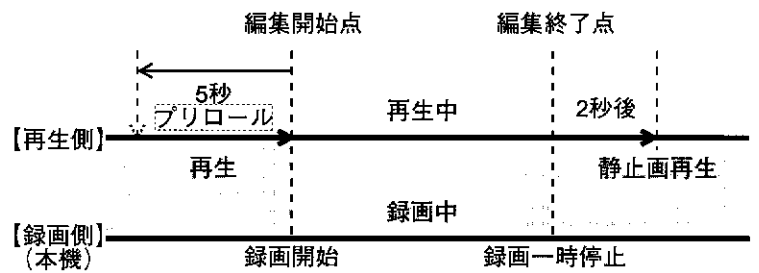 編集開始点 編集終了点
5秒
プリロール 再生中 2秒後
【再生側】
再生 静止画再生
録画中
【録画側】
(本機) 録画開始 録画一時停止